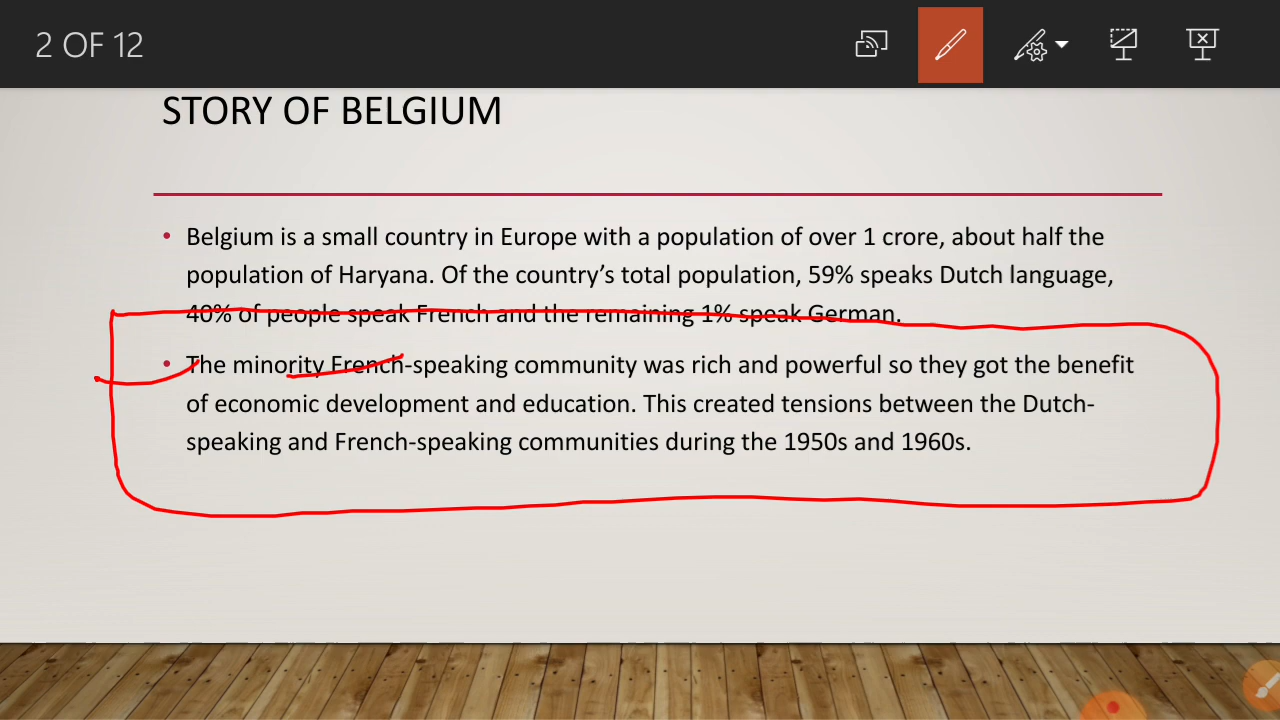 2 OF 12
STORY OF BELGIUM
• Belgium is a small country in Europe with a population of over 1 crore, about half the
population of Haryana. Of the country’s total population, 59% speaks Dutch language,
40% of people speak French and the remaining 1% speak German.
• The minority French-speaking community was rich and powerful so they got the benefit
of economic development and education. This created tensions between the Dutch-
speaking and French-speaking communities during the 1950s and 1960s.